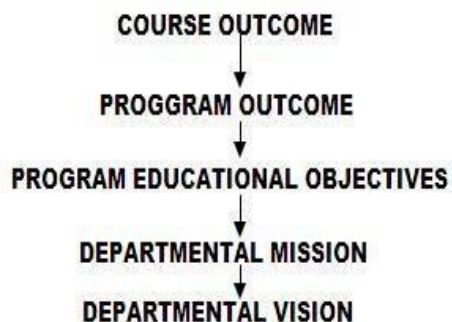 COURSE OUTCOME
PROGGRAM OUTCOME
PROGRAM EDUCATIONAL OBJECTIVES
DEPARTMENTAL MISSION
DEPARTMENTAL VISION